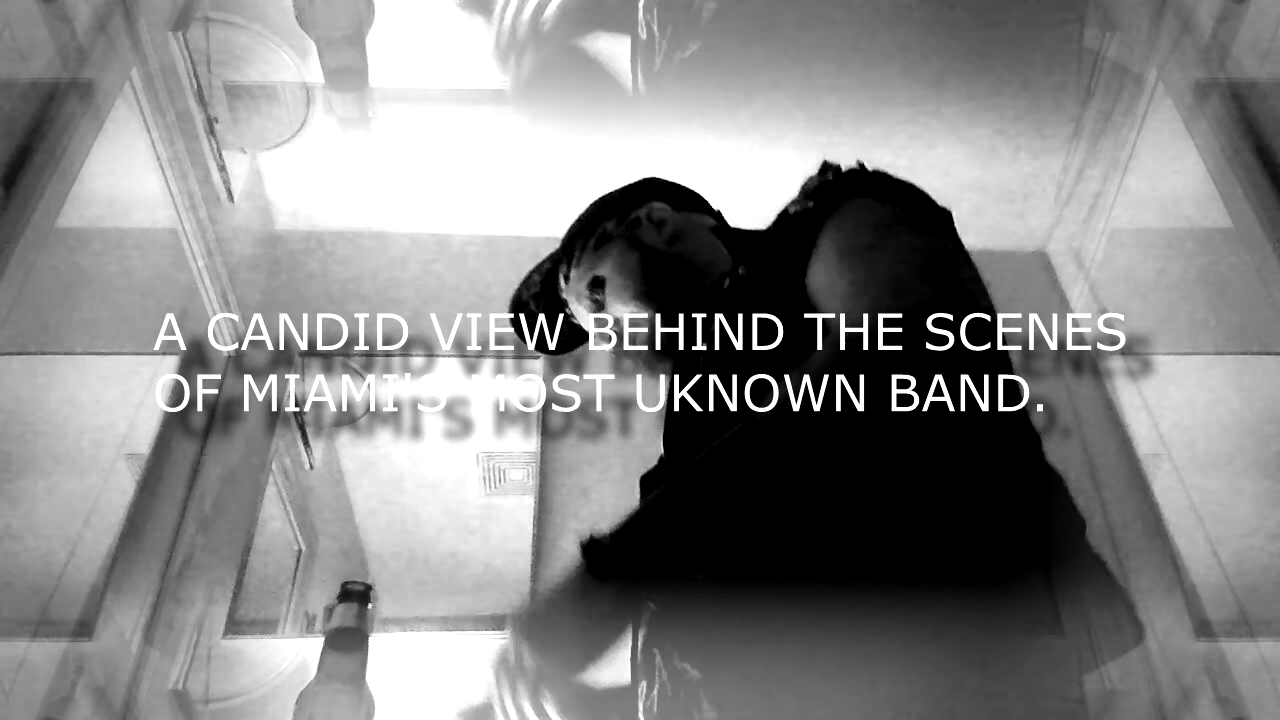 A CANDID VIEW BEHIND THE SCENES
OF MIAMI'S MOST UKNOWN BAND.